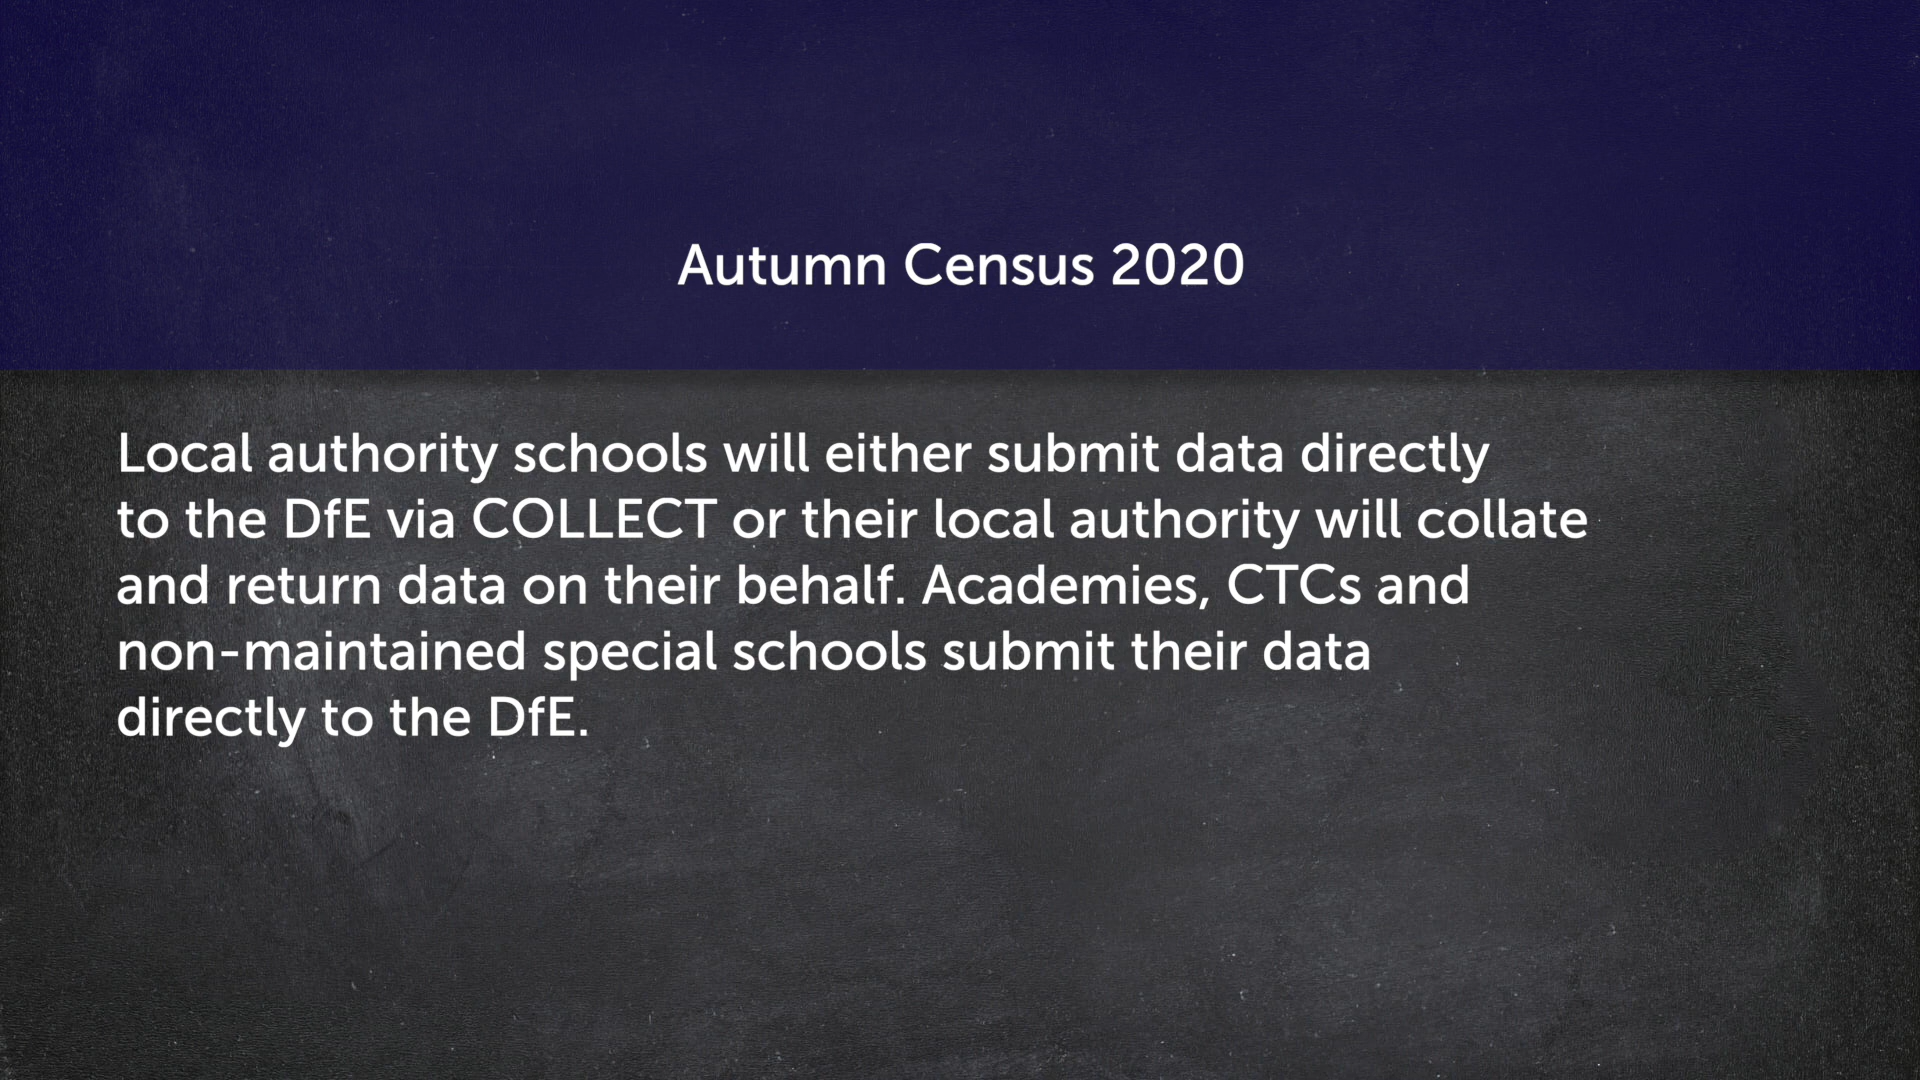 Autumn Census 2020
Local authority schools will either submit data directly
to the DfE via COLLECT or their local authority will collate
and return data on their behalf. Academies, CTCs and
non-maintained special schools submit their data
directly to the DfE.